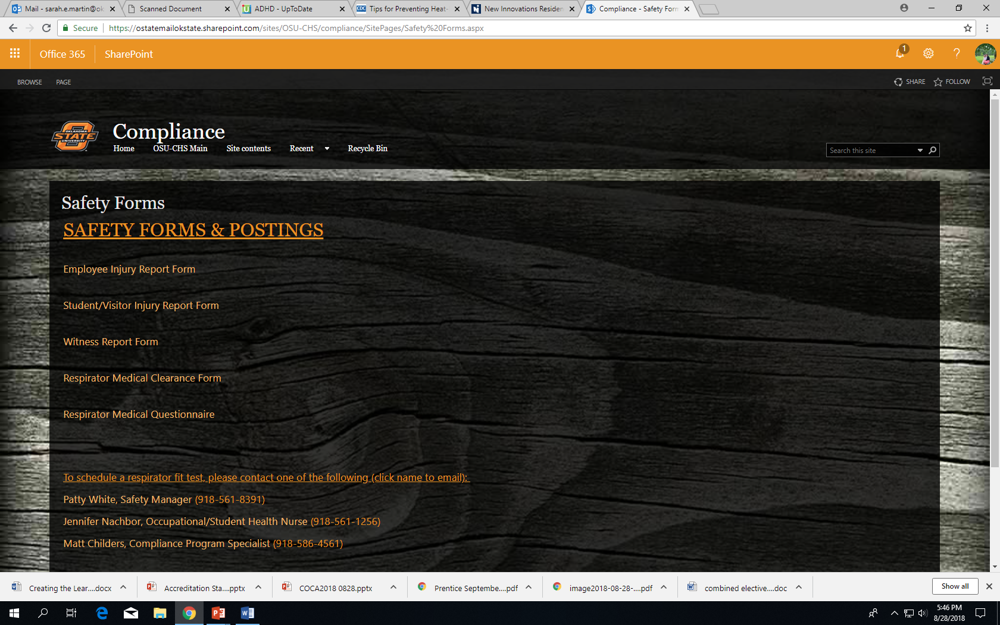 Mail - sarah.e.martin@ok
Scanned Document
ADHD - UpToDate
CDC Tips for Preventing Heat-
New Innovations Residen
Compliance - Safety Form
Secure
https://ostatemailokstate.sharepoint.com/sites/OSU-CHS/compliance/SitePages/Safety%20Forms.aspx
Office 365 SharePoint
1
BROWSE PAGE
SHARE FOLLOW
OKLAHOMA
STATE
UNIVERSITY
Compliance
Home OSU-CHS Main Site contents Recent Recycle Bin
Search this site
Safety Forms
SAFETY FORMS & POSTINGS
Employee Injury Report Form
Student/Visitor Injury Report Form
Witness Report Form
Respirator Medical Clearance Form
Respirator Medical Questionnaire
To schedule a respirator fit test, please contact one of the following (click name to email):
Patty White, Safety Manager (918-561-8391)
Jennifer Nachbor, Occupational/Student Health Nurse (918-561-1256)
Matt Childers, Compliance Program Specialist (918-586-4561)
Creating the Lear....docx
Accreditation Sta....pptx
COCA2018 0828.pptx
Prentice Septembe....pdf
image2018-08-28-....pdf
combined elective....doc
Show all
5:46 PM
8/28/2018